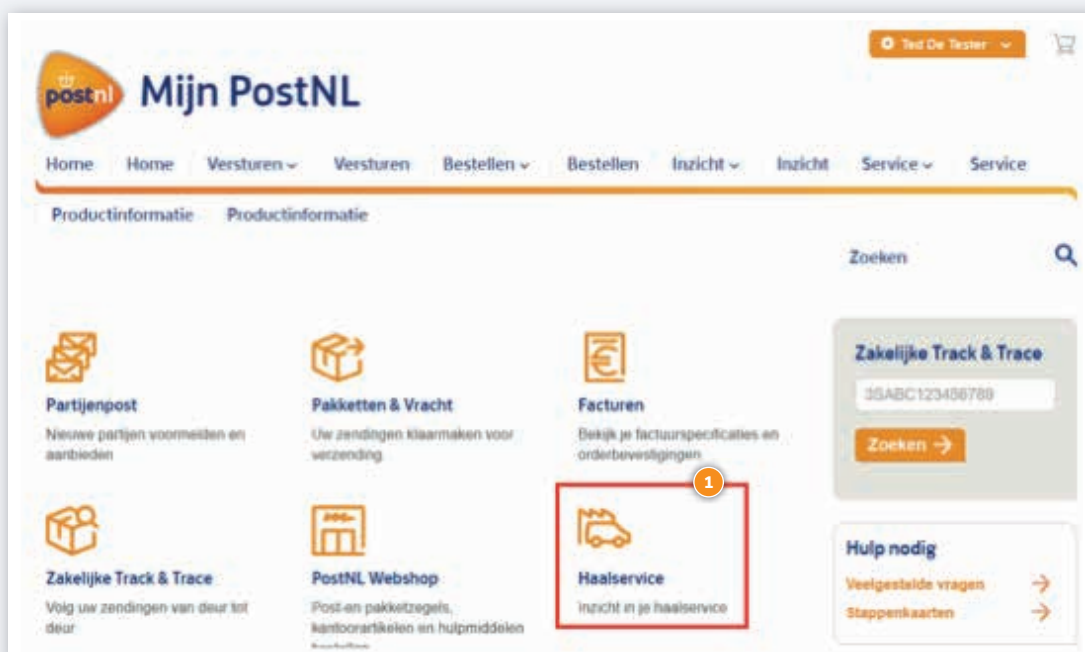 Ted De Tester
postnl
Mijn PostNL
Home Home Versturen Versturen Bestellen Bestellen Inzicht Inzicht Service Service
Productinformatie Productinformatie
Zoeken
Partijenpost
Nieuwe partijen voormelden en
aanbieden
Pakketten & Vracht
Uw zendingen klaarmaken voor
verzending
Facturen
Bekijk je factuurspecificaties en
orderbevestigingen
Zakelijke Track & Trace
3SABC123456789
Zoeken
1
Zakelijke Track & Trace
Volg uw zendingen van deur tot
deur
PostNL Webshop
Post-en pakketzegels,
kantoorartikelen en hulpmiddelen
Haalservice
Inzicht in je haalservice
Hulp nodig
Veelgestelde vragen
Stappenkaarten